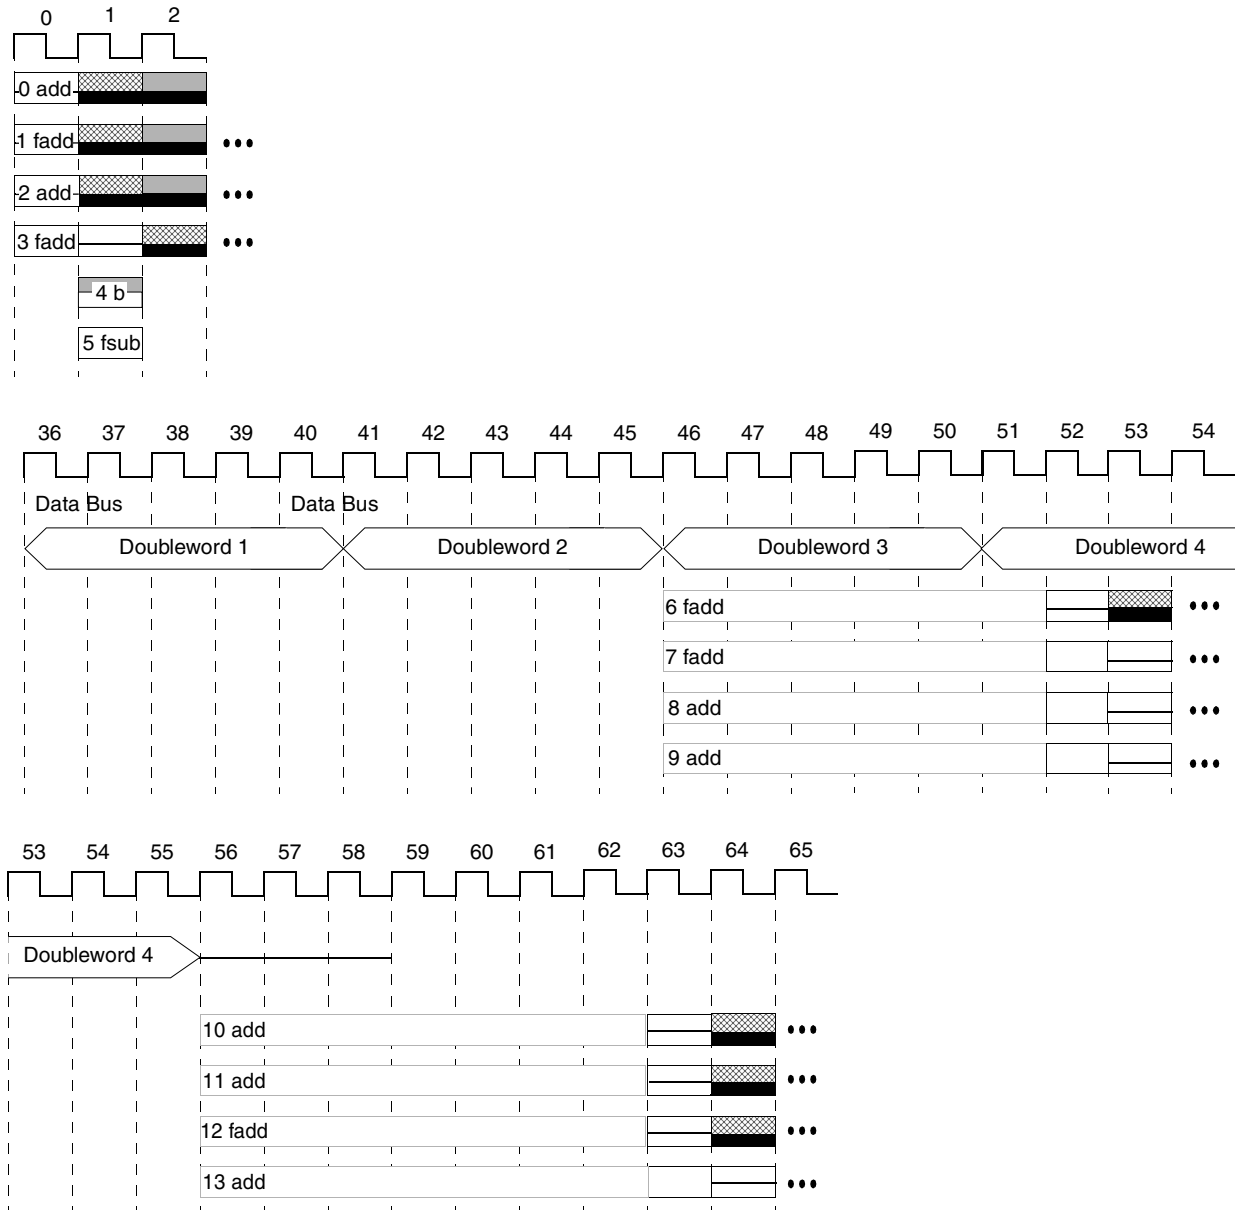 0 1 2
0 add
1 fadd
2 add
3 fadd
4 b
5 fsub
36 37 38 39 40 41 42 43 44 45 46 47 48 49 50 51 52 53 54
Data Bus Data Bus
Doubleword 1 Doubleword 2 Doubleword 3 Doubleword 4
6 fadd
7 fadd
8 add
9 add
53 54 55 56 57 58 59 60 61 62 63 64 65
Doubleword 4
10 add
11 add
12 fadd
13 add